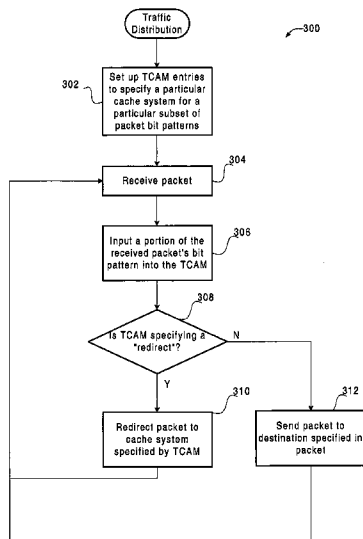 Traffic
Distribution
300
302
Set up TCAM entries
to specify a particular
cache system for a
particular subset of
packet bit patterns
304
Receive packet
306
Input a portion of the
received packet's bit
pattern into the TCAM
308
Is TCAM specifying a
"redirect"?
N
Y
310
Redirect packet to
cache system
specified by TCAM
312
Send packet to
destination specified in
packet